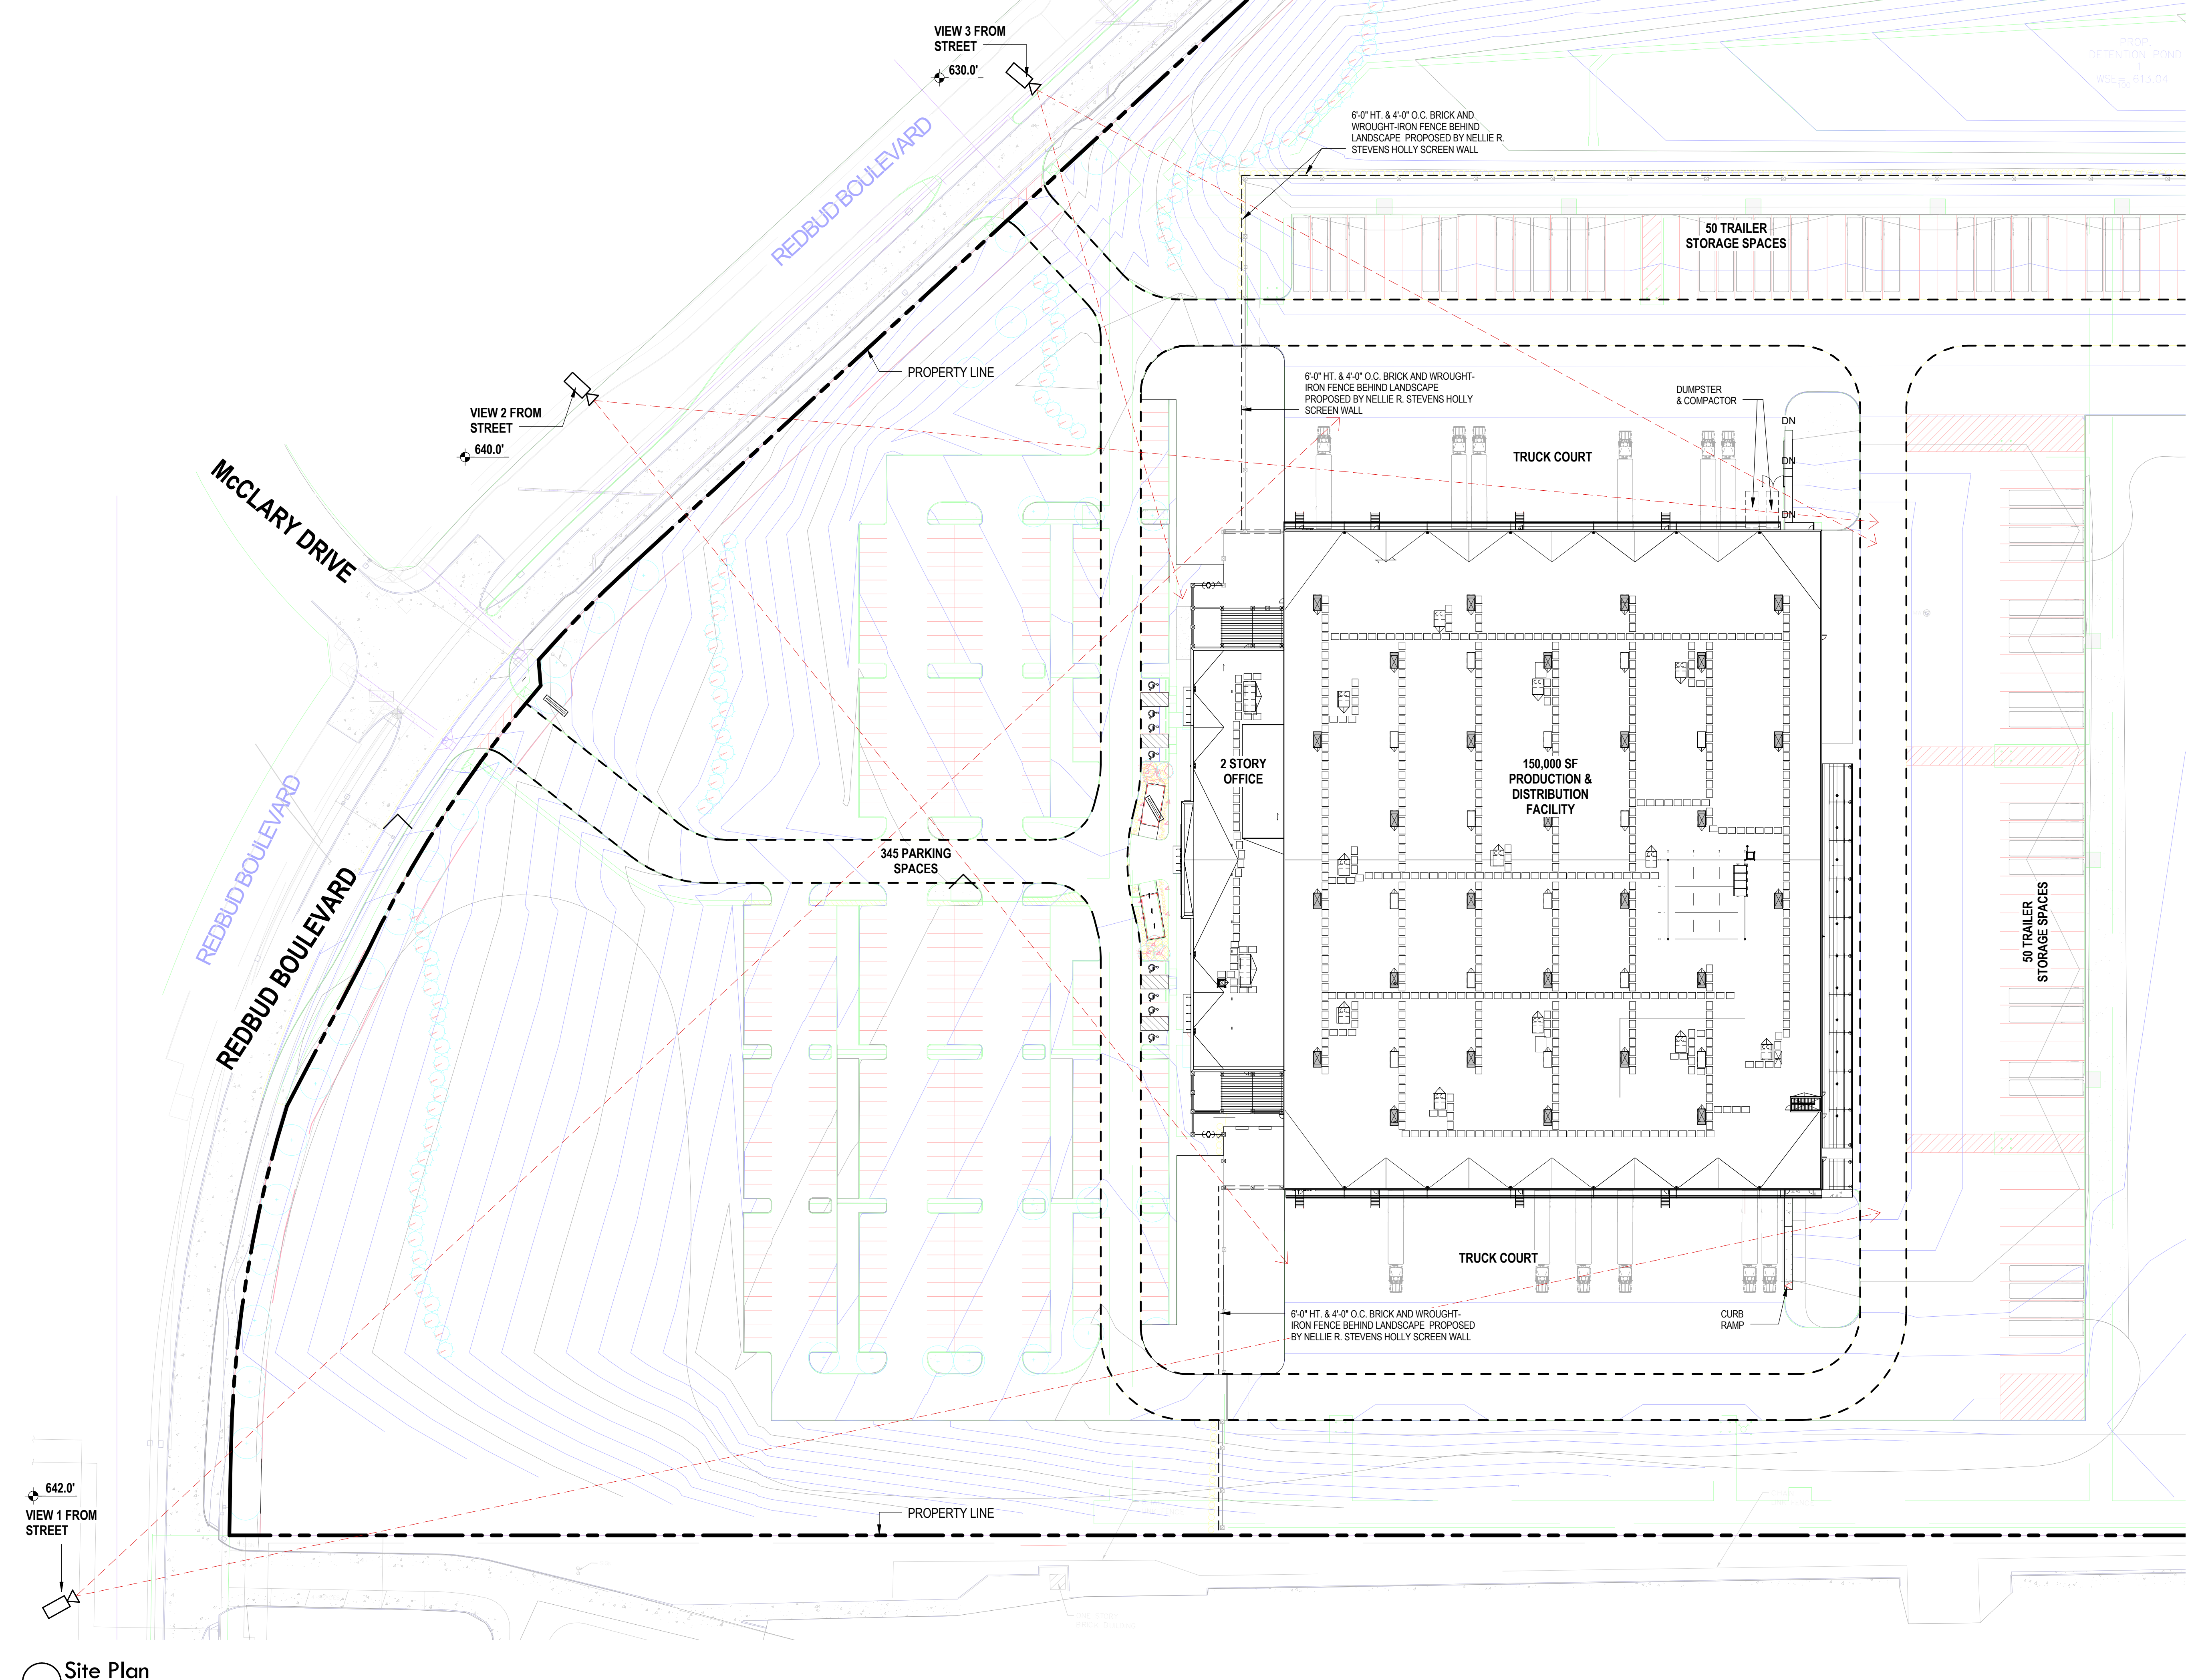 VIEW 3 FROM
STREET
630.0'
PROP.
DETENTION POND
1
6'-0" HT. & 4'-0" O.C. BRICK AND
WROUGHT-IRON FENCE BEHIND
LANDSCAPE PROPOSED BY NELLIE R.
STEVENS HOLLY SCREEN WALL
REDBUD BOULEVARD
50 TRAILER
STORAGE SPACES
PROPERTY LINE
6'-0" HT. & 4'-0" O.C. BRICK AND WROUGHT-
IRON FENCE BEHIND LANDSCAPE
PROPOSED BY NELLIE R. STEVENS HOLLY
SCREEN WALL
DUMPSTER
& COMPACTOR
VIEW 2 FROM
STREET
640.0'
DN
TRUCK COURT
DN
DN
McCLARY DRIVE
2 STORY
OFFICE
150,000 SF
PRODUCTION &
DISTRIBUTION
FACILITY
REDBUD BOULEVARD
REDBUD BOULEVARD
345 PARKING
SPACES
50 TRAILER
STORAGE SPACES
TRUCK COURT
6'-0" HT. & 4'-0" O.C. BRICK AND WROUGHT-
IRON FENCE BEHIND LANDSCAPE PROPOSED
BY NELLIE R. STEVENS HOLLY SCREEN WALL
CURB
RAMP
642.0'
VIEW 1 FROM
STREET
PROPERTY LINE
Site Plan